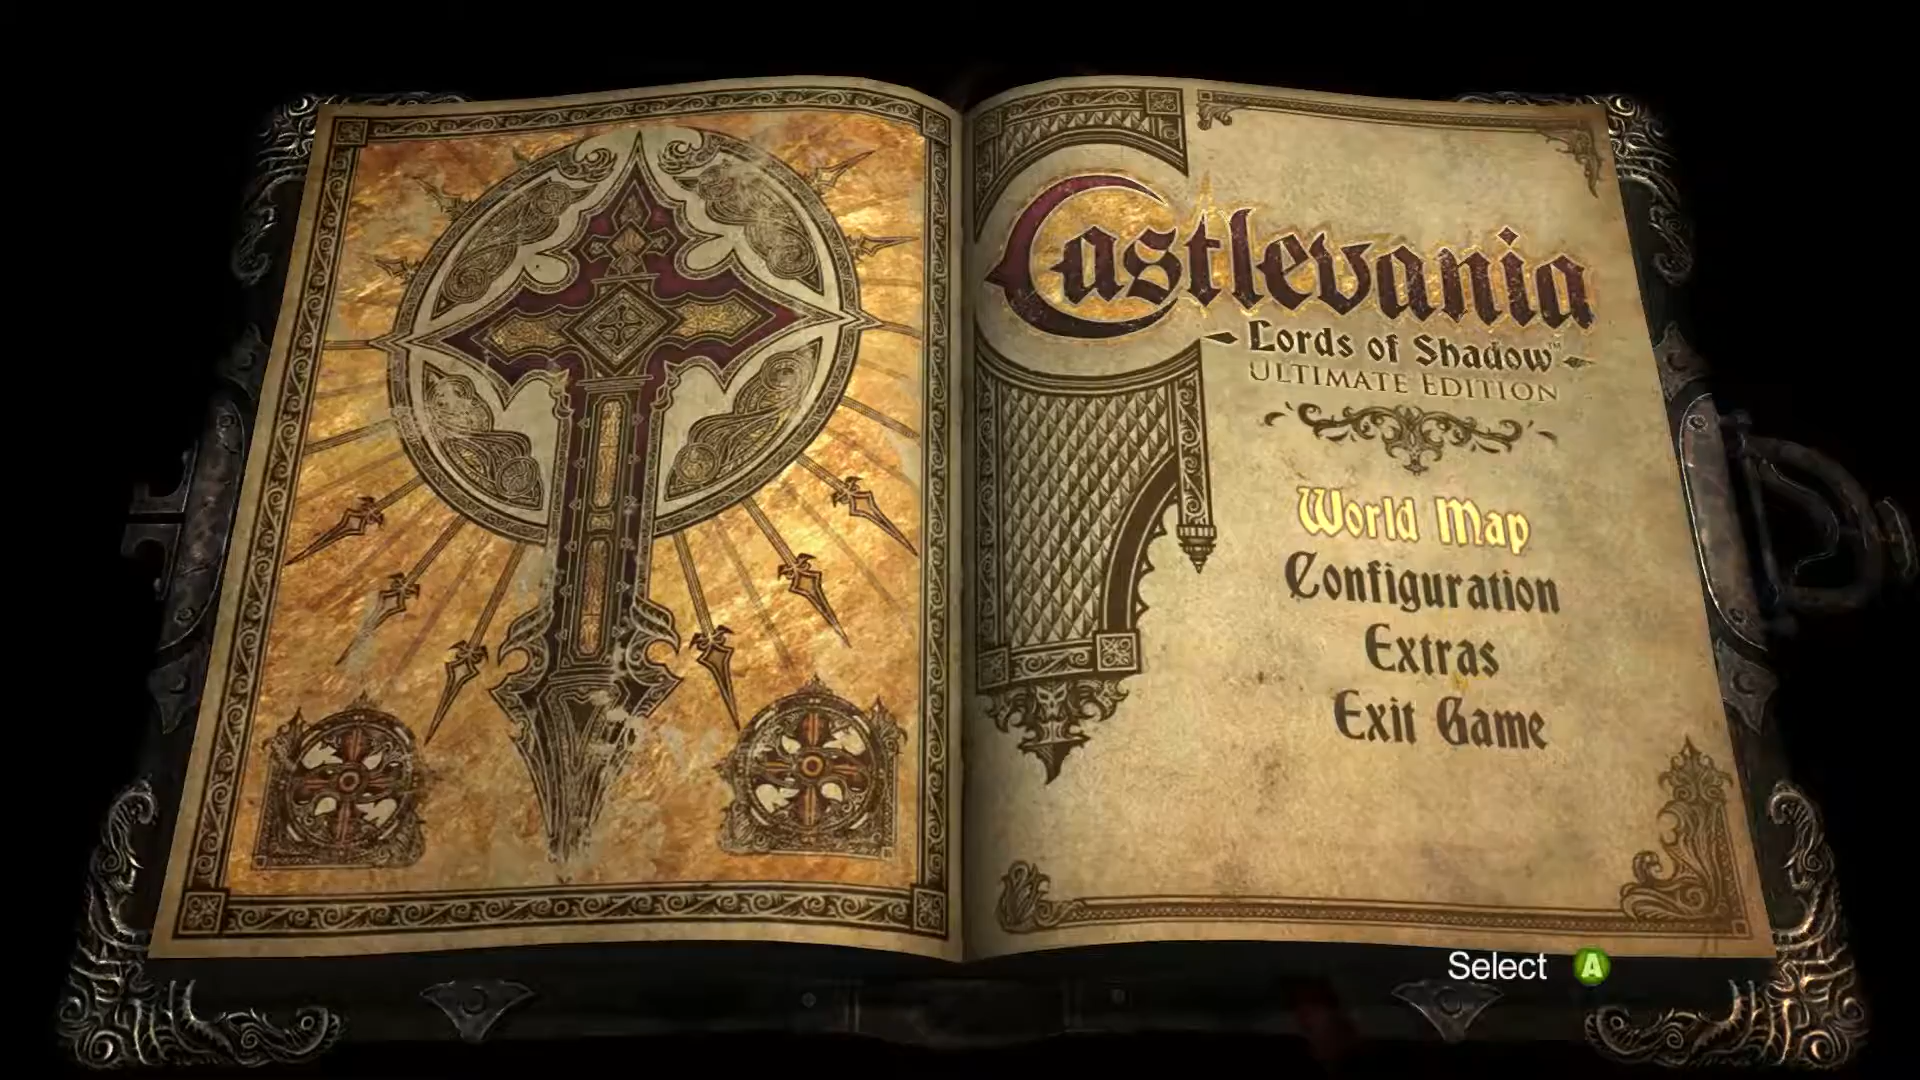 Castlevania
Lords of Shadow™
ULTIMATE EDITION
World Map
Configuration
Extras
Exit Game
Select A